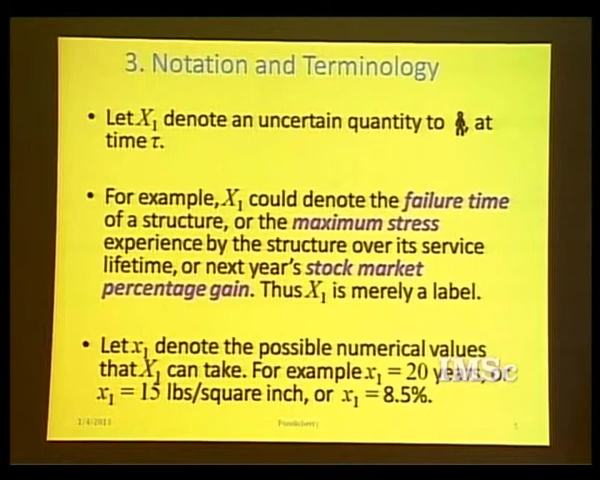 3. Notation and Terminology
• Let X₁ denote an uncertain quantity to , at
time τ.
• For example, X₁ could denote the failure time
of a structure, or the maximum stress
experience by the structure over its service
lifetime, or next year's stock market
percentage gain. Thus X₁ is merely a label.
• Let x₁ denote the possible numerical values
that X₁ can take. For example x₁ = 20 years, or
x₁ = 15 lbs/square inch, or x₁ = 8.5%.
IMSc